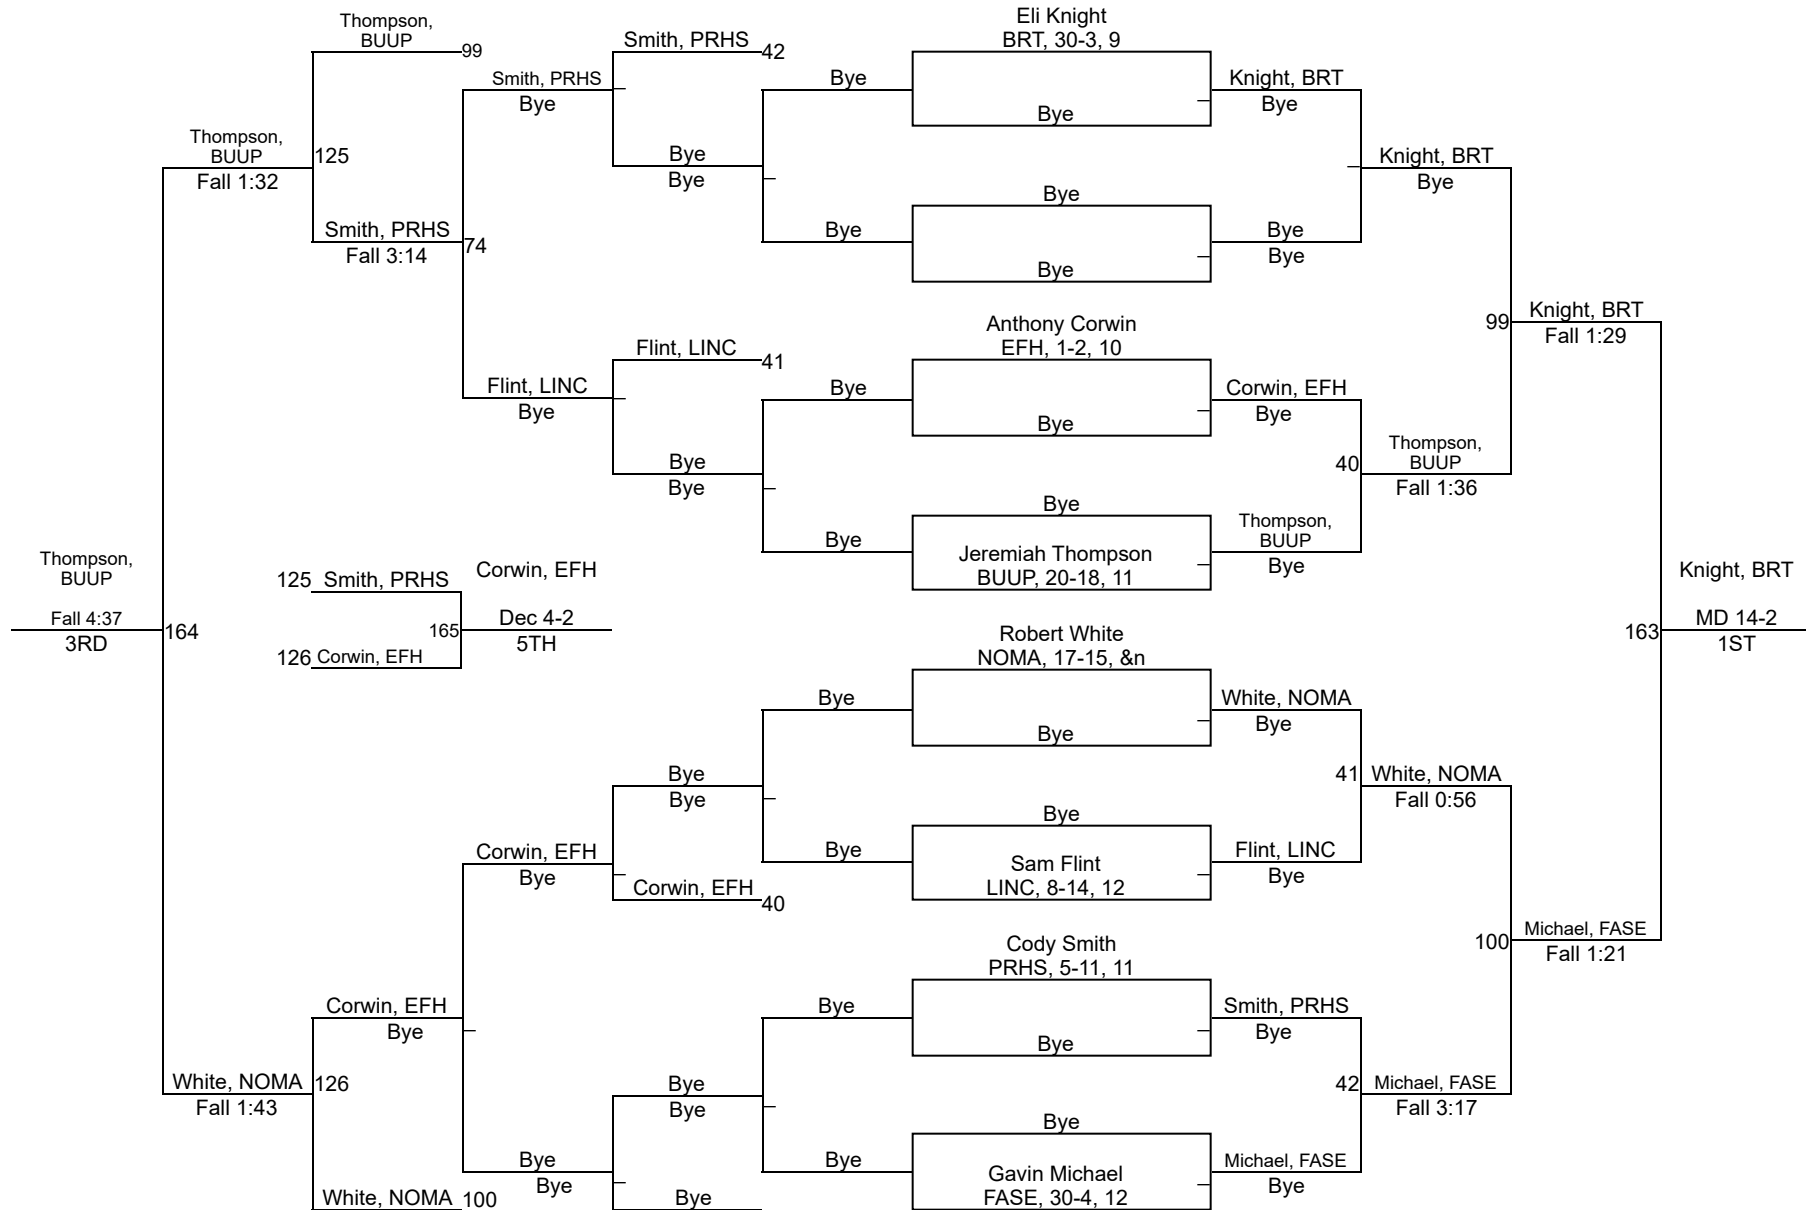 Thompson,
BUUP
99
Thompson,
BUUP
Fall 1:32
125
Smith, PRHS
Fall 3:14
74
Smith, PRHS
Bye
Smith, PRHS
42
Bye
Bye
Flint, LINC
Bye
Flint, LINC
41
Bye
Bye
Bye
Bye
Bye
Bye
Eli Knight
BRT, 30-3, 9
Bye
Bye
Bye
Anthony Corwin
EFH, 1-2, 10
Bye
Bye
Jeremiah Thompson
BUUP, 20-18, 11
Knight, BRT
Bye
Bye
Bye
Knight, BRT
Bye
Corwin, EFH
Bye
Thompson,
BUUP
Bye
40
Thompson,
BUUP
Fall 1:36
99
Knight, BRT
Fall 1:29
Thompson,
BUUP
Fall 4:37
3RD
164
125
Smith, PRHS
126
Corwin, EFH
165
Corwin, EFH
Dec 4-2
5TH
Knight, BRT
163
MD 14-2
1ST
Robert White
NOMA, 17-15, &n
Bye
Bye
Sam Flint
LINC, 8-14, 12
Cody Smith
PRHS, 5-11, 11
Bye
Bye
Gavin Michael
FASE, 30-4, 12
Bye
Bye
Bye
Bye
Bye
Bye
Corwin, EFH
Bye
Corwin, EFH
40
Corwin, EFH
Bye
Bye
Bye
Bye
Bye
Bye
White, NOMA
Fall 1:43
126
White, NOMA
100
White, NOMA
Bye
Flint, LINC
Bye
41
White, NOMA
Fall 0:56
Smith, PRHS
Bye
Michael, FASE
Bye
42
Michael, FASE
Fall 3:17
100
Michael, FASE
Fall 1:21